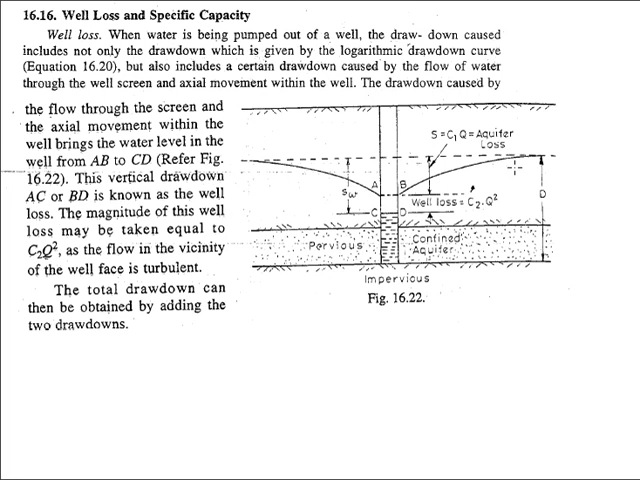 16.16. Well Loss and Specific Capacity
Well loss. When water is being pumped out of a well, the draw- down caused
includes not only the drawdown which is given by the logarithmic drawdown curve
(Equation 16.20), but also includes a certain drawdown caused by the flow of water
through the well screen and axial movement within the well. The drawdown caused by
the flow through the screen and
the axial movement within the
well brings the water level in the
well from AB to CD (Refer Fig.
16.22). This vertical drawdown
AC or BD is known as the well
loss. The magnitude of this well
loss may be taken equal to
C₂Q², as the flow in the vicinity
of the well face is turbulent.
The total drawdown can
then be obtained by adding the
two drawdowns.
S=C₁Q=Aquifer
Loss
A
B
sw
Well loss = C₂.Q²
D
C
D
Pervious
Confined
Aquifer
Impervious
Fig. 16.22.